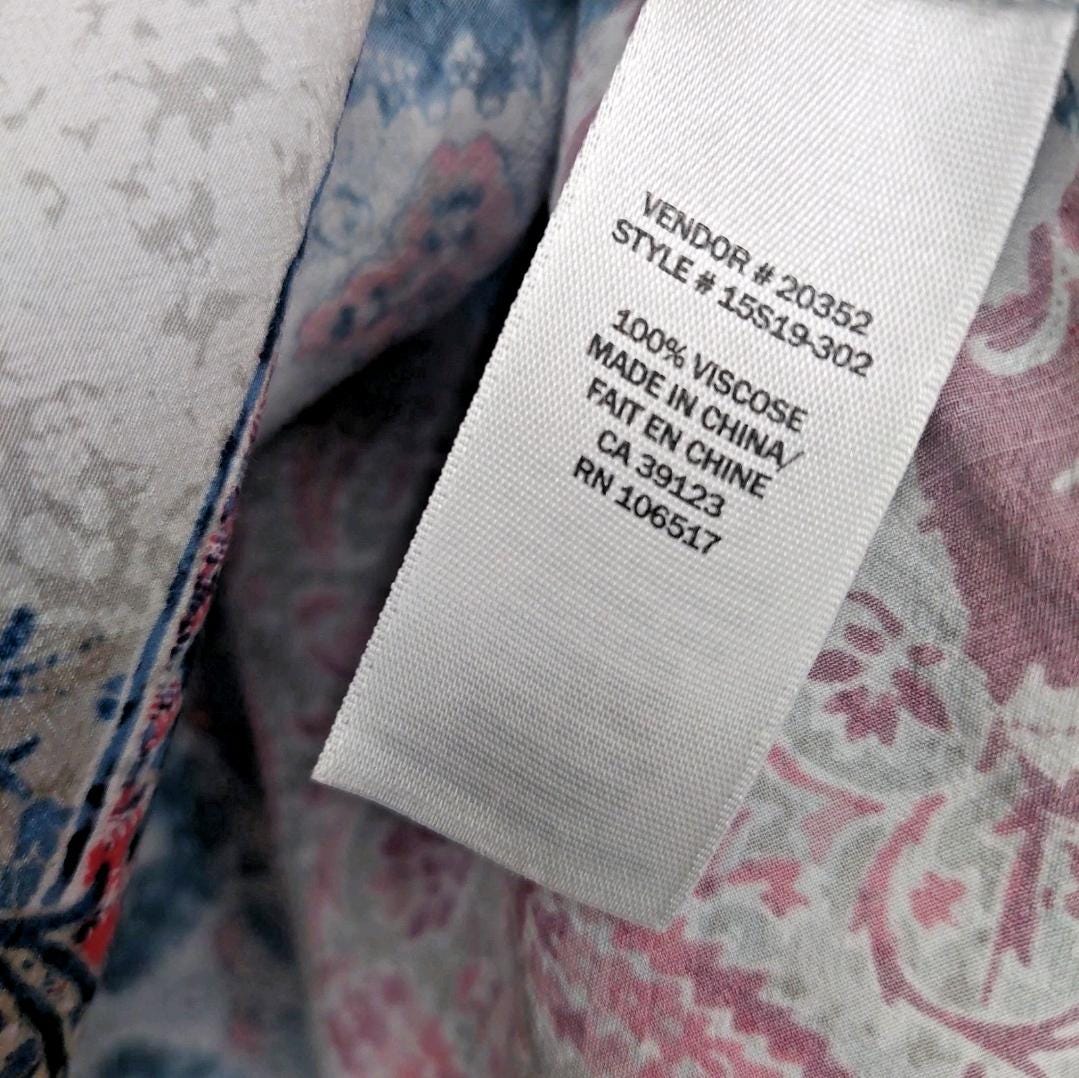 VENDOR # 20352
STYLE # 15S19-302
100% VISCOSE
MADE IN CHINA/
FAIT EN CHINE
CA 39123
RN 106517